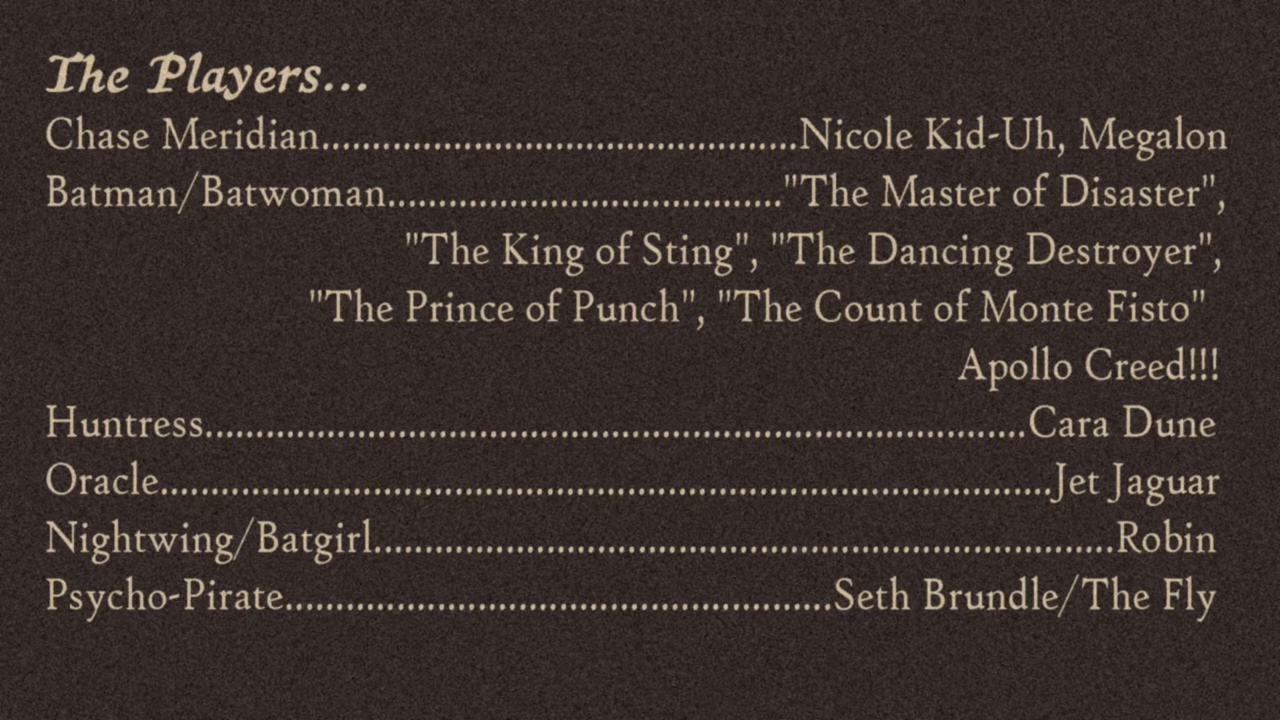 The Players...
Chase Meridian...............................................Nicole Kid-Uh, Megalon
Batman/Batwoman......................................."The Master of Disaster",
"The King of Sting", "The Dancing Destroyer",
"The Prince of Punch", "The Count of Monte Fisto"
Apollo Creed!!!
Huntress.................................................................................Cara Dune
Oracle........................................................................................Jet Jaguar
Nightwing/Batgirl.........................................................................Robin
Psycho-Pirate......................................................Seth Brundle/The Fly